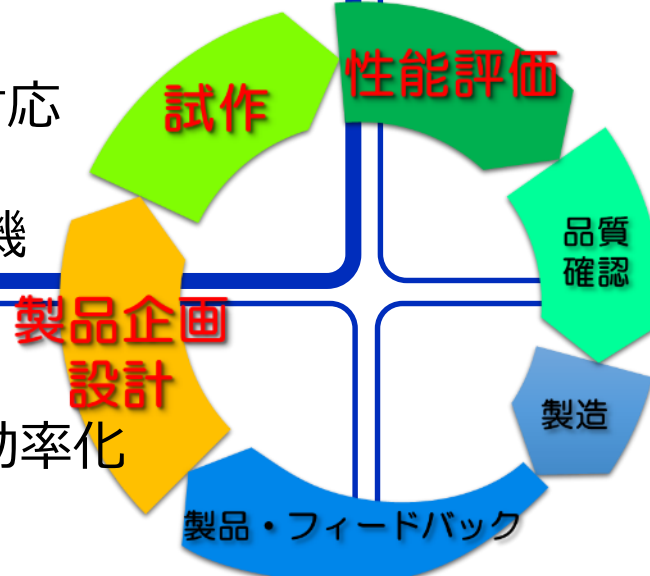 試作
性能評価
応
機
品質
確認
製品企画
設計
製造
効率化
製品・フィードバック